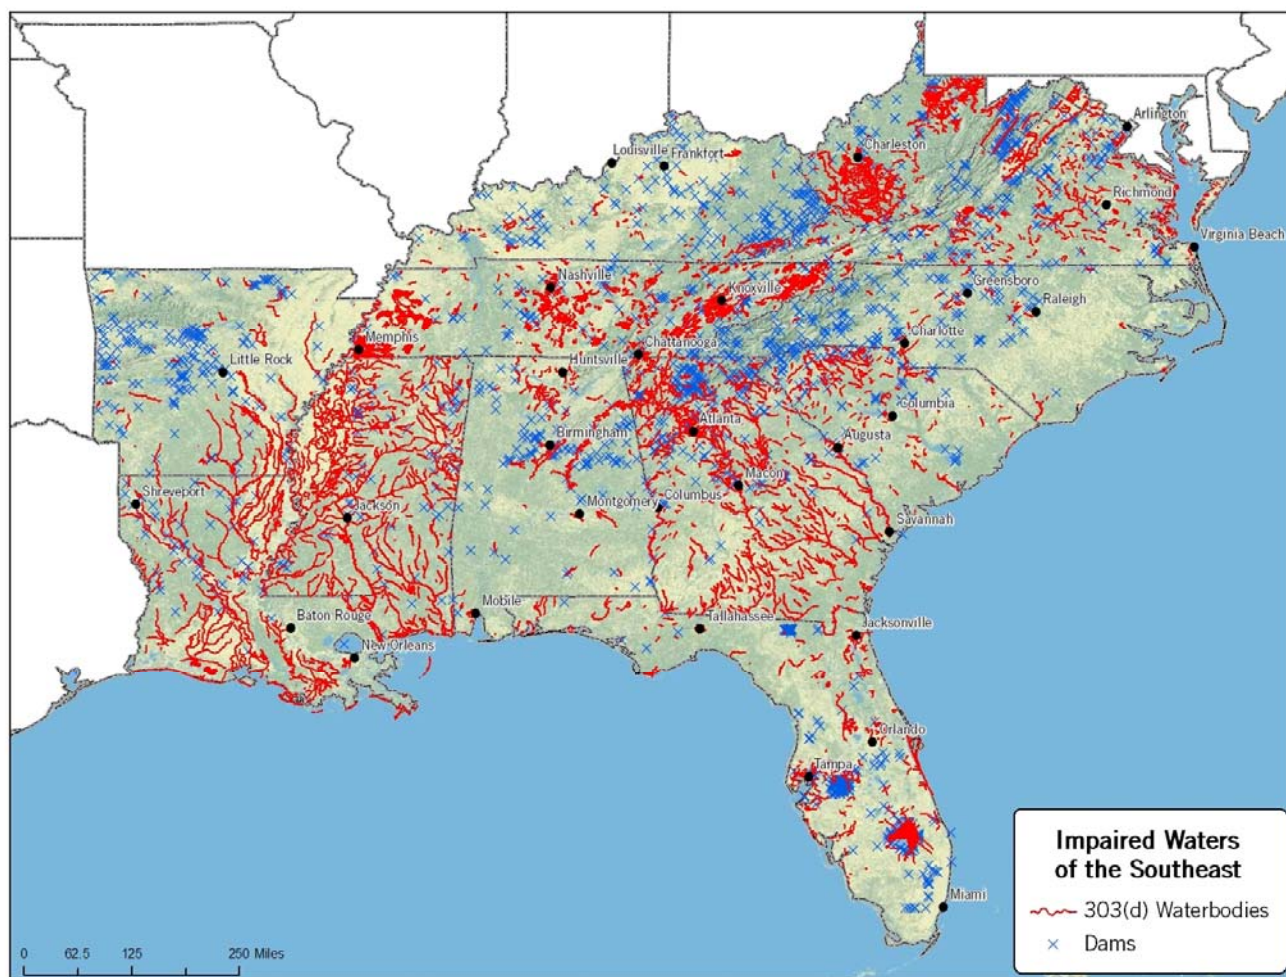 Arlington
Louisville
Frankfort
Charleston
Richmond
Virginia Beach
Nashville
Knoxville
Greensboro
Raleigh
Memphis
Chattanooga
Charlotte
Little Rock
Huntsville
Columbia
Birmingham
Atlanta
Augusta
Shreveport
Macon
Jackson
Montgomery
Columbus
Savannah
Mobile
Baton Rouge
Tallahassee
Jacksonville
New Orleans
Orlando
Tampa
Miami
Impaired Waters
of the Southeast
303(d) Waterbodies
Dams
0 62.5 125 250 Miles